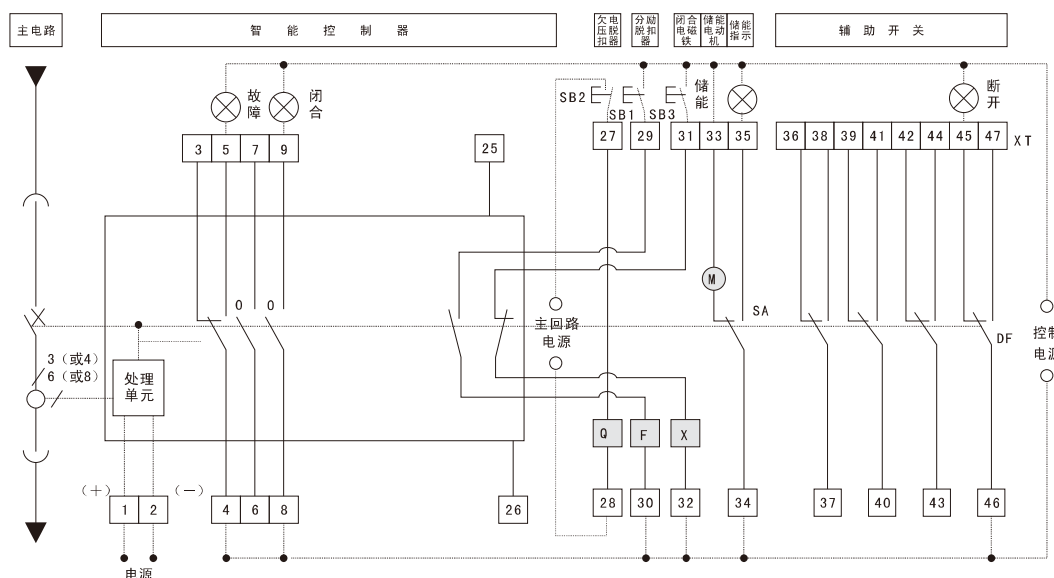 主电路
智能控制器
欠电压脱扣器
分励脱扣器
闭合电磁铁
储能电动机
储能指示
辅助开关
故障
闭合
SB2
SB1
SB3
储能
断开
3 5 7 9
25
27 29 31 33 35
36 38 39 41 42 44 45 47
XT
M
SA
DF
主回路
电源
控制
电源
3（或4）
6（或8）
处理
单元
Q F X
（+）
（—）
1 2
4 6 8
26
28 30 32 34
37 40 43 46
电源